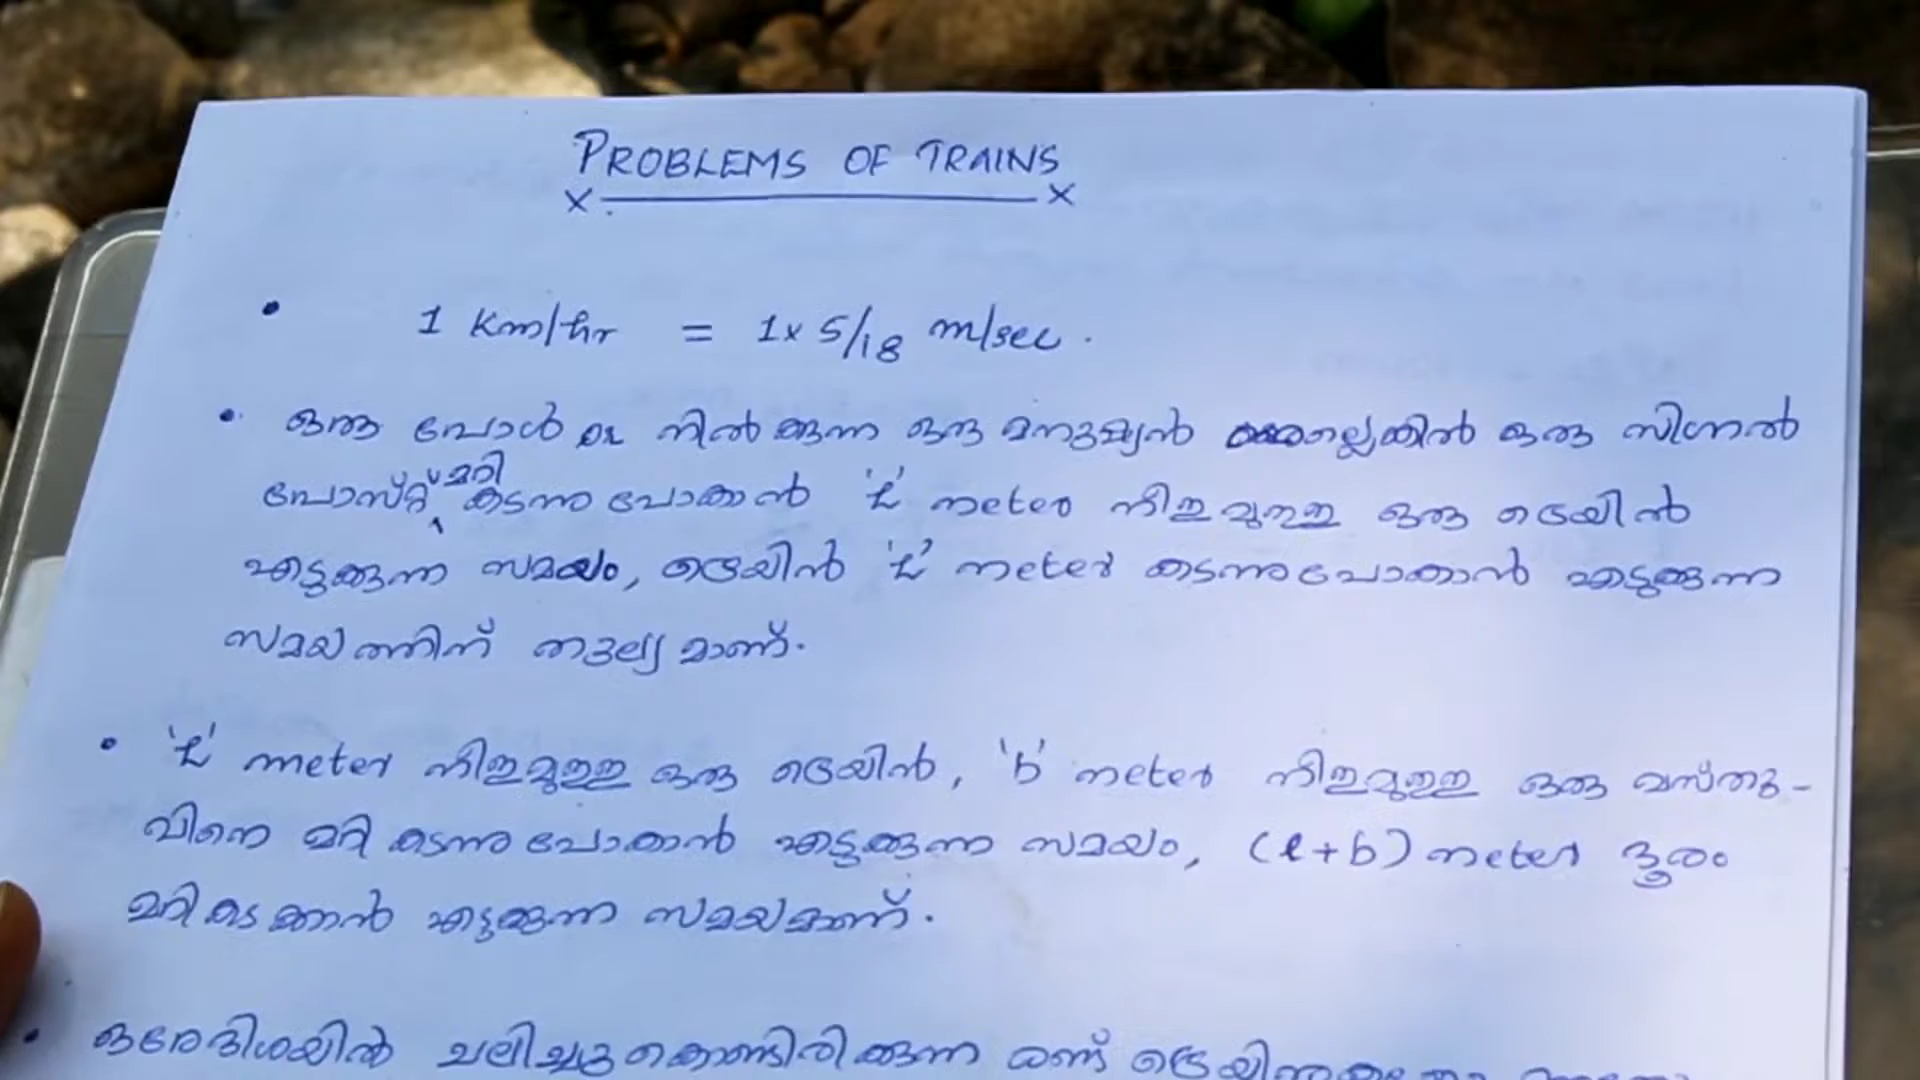 PROBLEMS OF TRAINS
1 Km/hr = 1 x 5/18 m/sec.
ഒരു പോൾ or നിൽക്കുന്ന ഒരു മനുഷ്യൻ അല്ലെങ്കിൽ ഒരു സിഗ്നൽ
പോസ്റ്റ് മറി കടന്നുപോകാൻ 'l' meter നീളമുള്ള ഒരു ട്രെയിൻ
എടുക്കുന്ന സമയം, ട്രെയിൻ 'l' meter കടന്നുപോകാൻ എടുക്കുന്ന
സമയത്തിന് തുല്യമാണ്.
'l' meter നീളമുള്ള ഒരു ട്രെയിൻ, 'b' meter നീളമുള്ള ഒരു വസ്തു-
വിനെ മറികടന്നുപോകാൻ എടുക്കുന്ന സമയം, (l+b) meter ദൂരം
മറികടക്കാൻ എടുക്കുന്ന സമയമാണ്.
ഒരേദിശയിൽ ചലിച്ചുകൊണ്ടിരിക്കുന്ന രണ്ട്